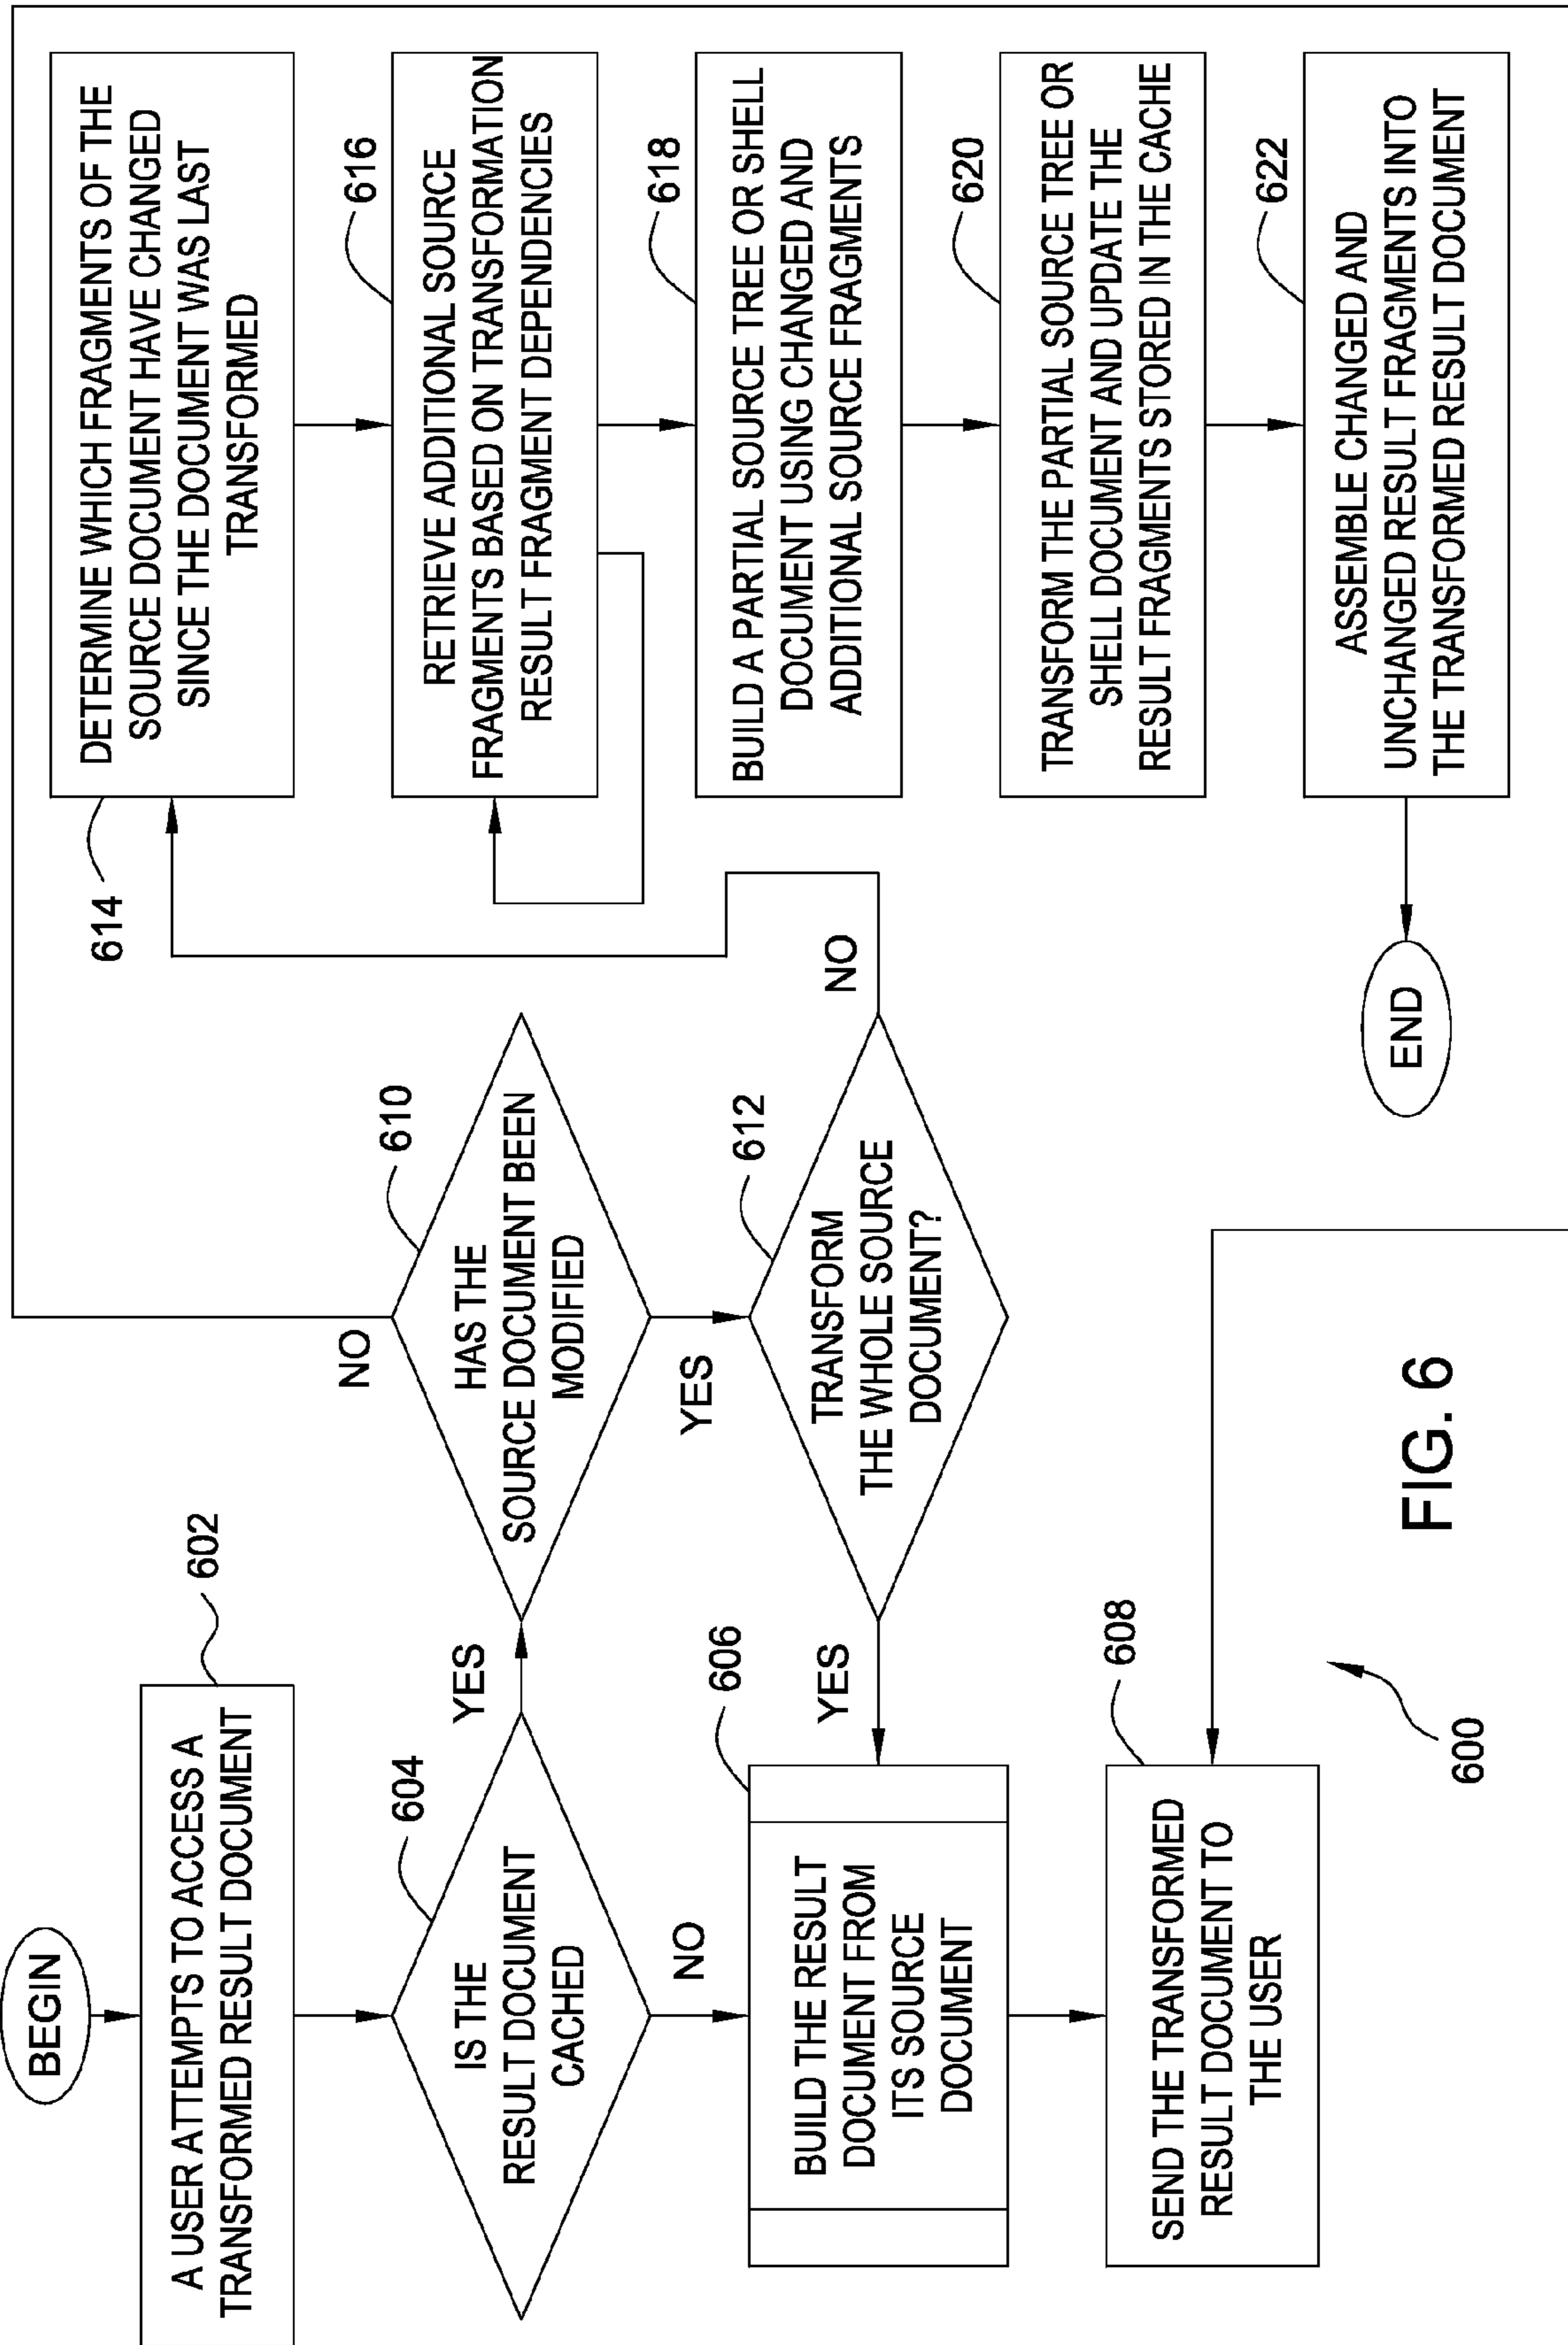 BEGIN
602
A USER ATTEMPTS TO ACCESS A
TRANSFORMED RESULT DOCUMENT
604
IS THE
RESULT DOCUMENT
CACHED
YES
NO
606
BUILD THE RESULT
DOCUMENT FROM
ITS SOURCE
DOCUMENT
608
SEND THE TRANSFORMED
RESULT DOCUMENT TO
THE USER
610
HAS THE
SOURCE DOCUMENT BEEN
MODIFIED
NO
YES
612
TRANSFORM
THE WHOLE SOURCE
DOCUMENT?
YES
NO
614
DETERMINE WHICH FRAGMENTS OF THE
SOURCE DOCUMENT HAVE CHANGED
SINCE THE DOCUMENT WAS LAST
TRANSFORMED
616
RETRIEVE ADDITIONAL SOURCE
FRAGMENTS BASED ON TRANSFORMATION
RESULT FRAGMENT DEPENDENCIES
618
BUILD A PARTIAL SOURCE TREE OR SHELL
DOCUMENT USING CHANGED AND
ADDITIONAL SOURCE FRAGMENTS
620
TRANSFORM THE PARTIAL SOURCE TREE OR
SHELL DOCUMENT AND UPDATE THE
RESULT FRAGMENTS STORED IN THE CACHE
622
ASSEMBLE CHANGED AND
UNCHANGED RESULT FRAGMENTS INTO
THE TRANSFORMED RESULT DOCUMENT
END
600
FIG. 6